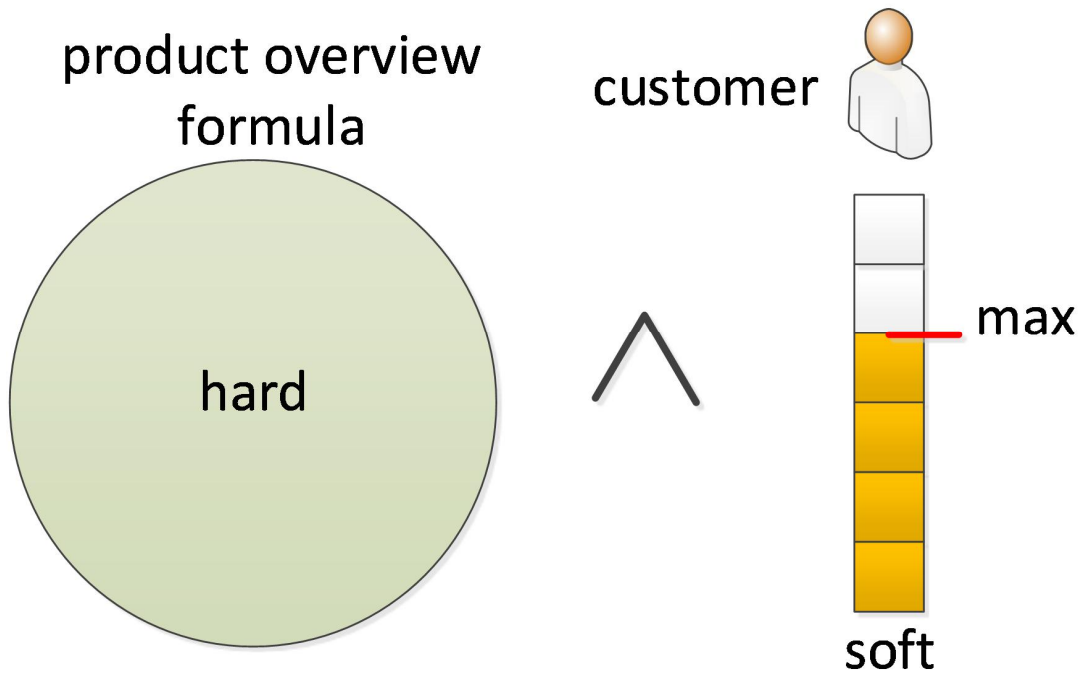 product overview
formula
customer
hard
max
soft